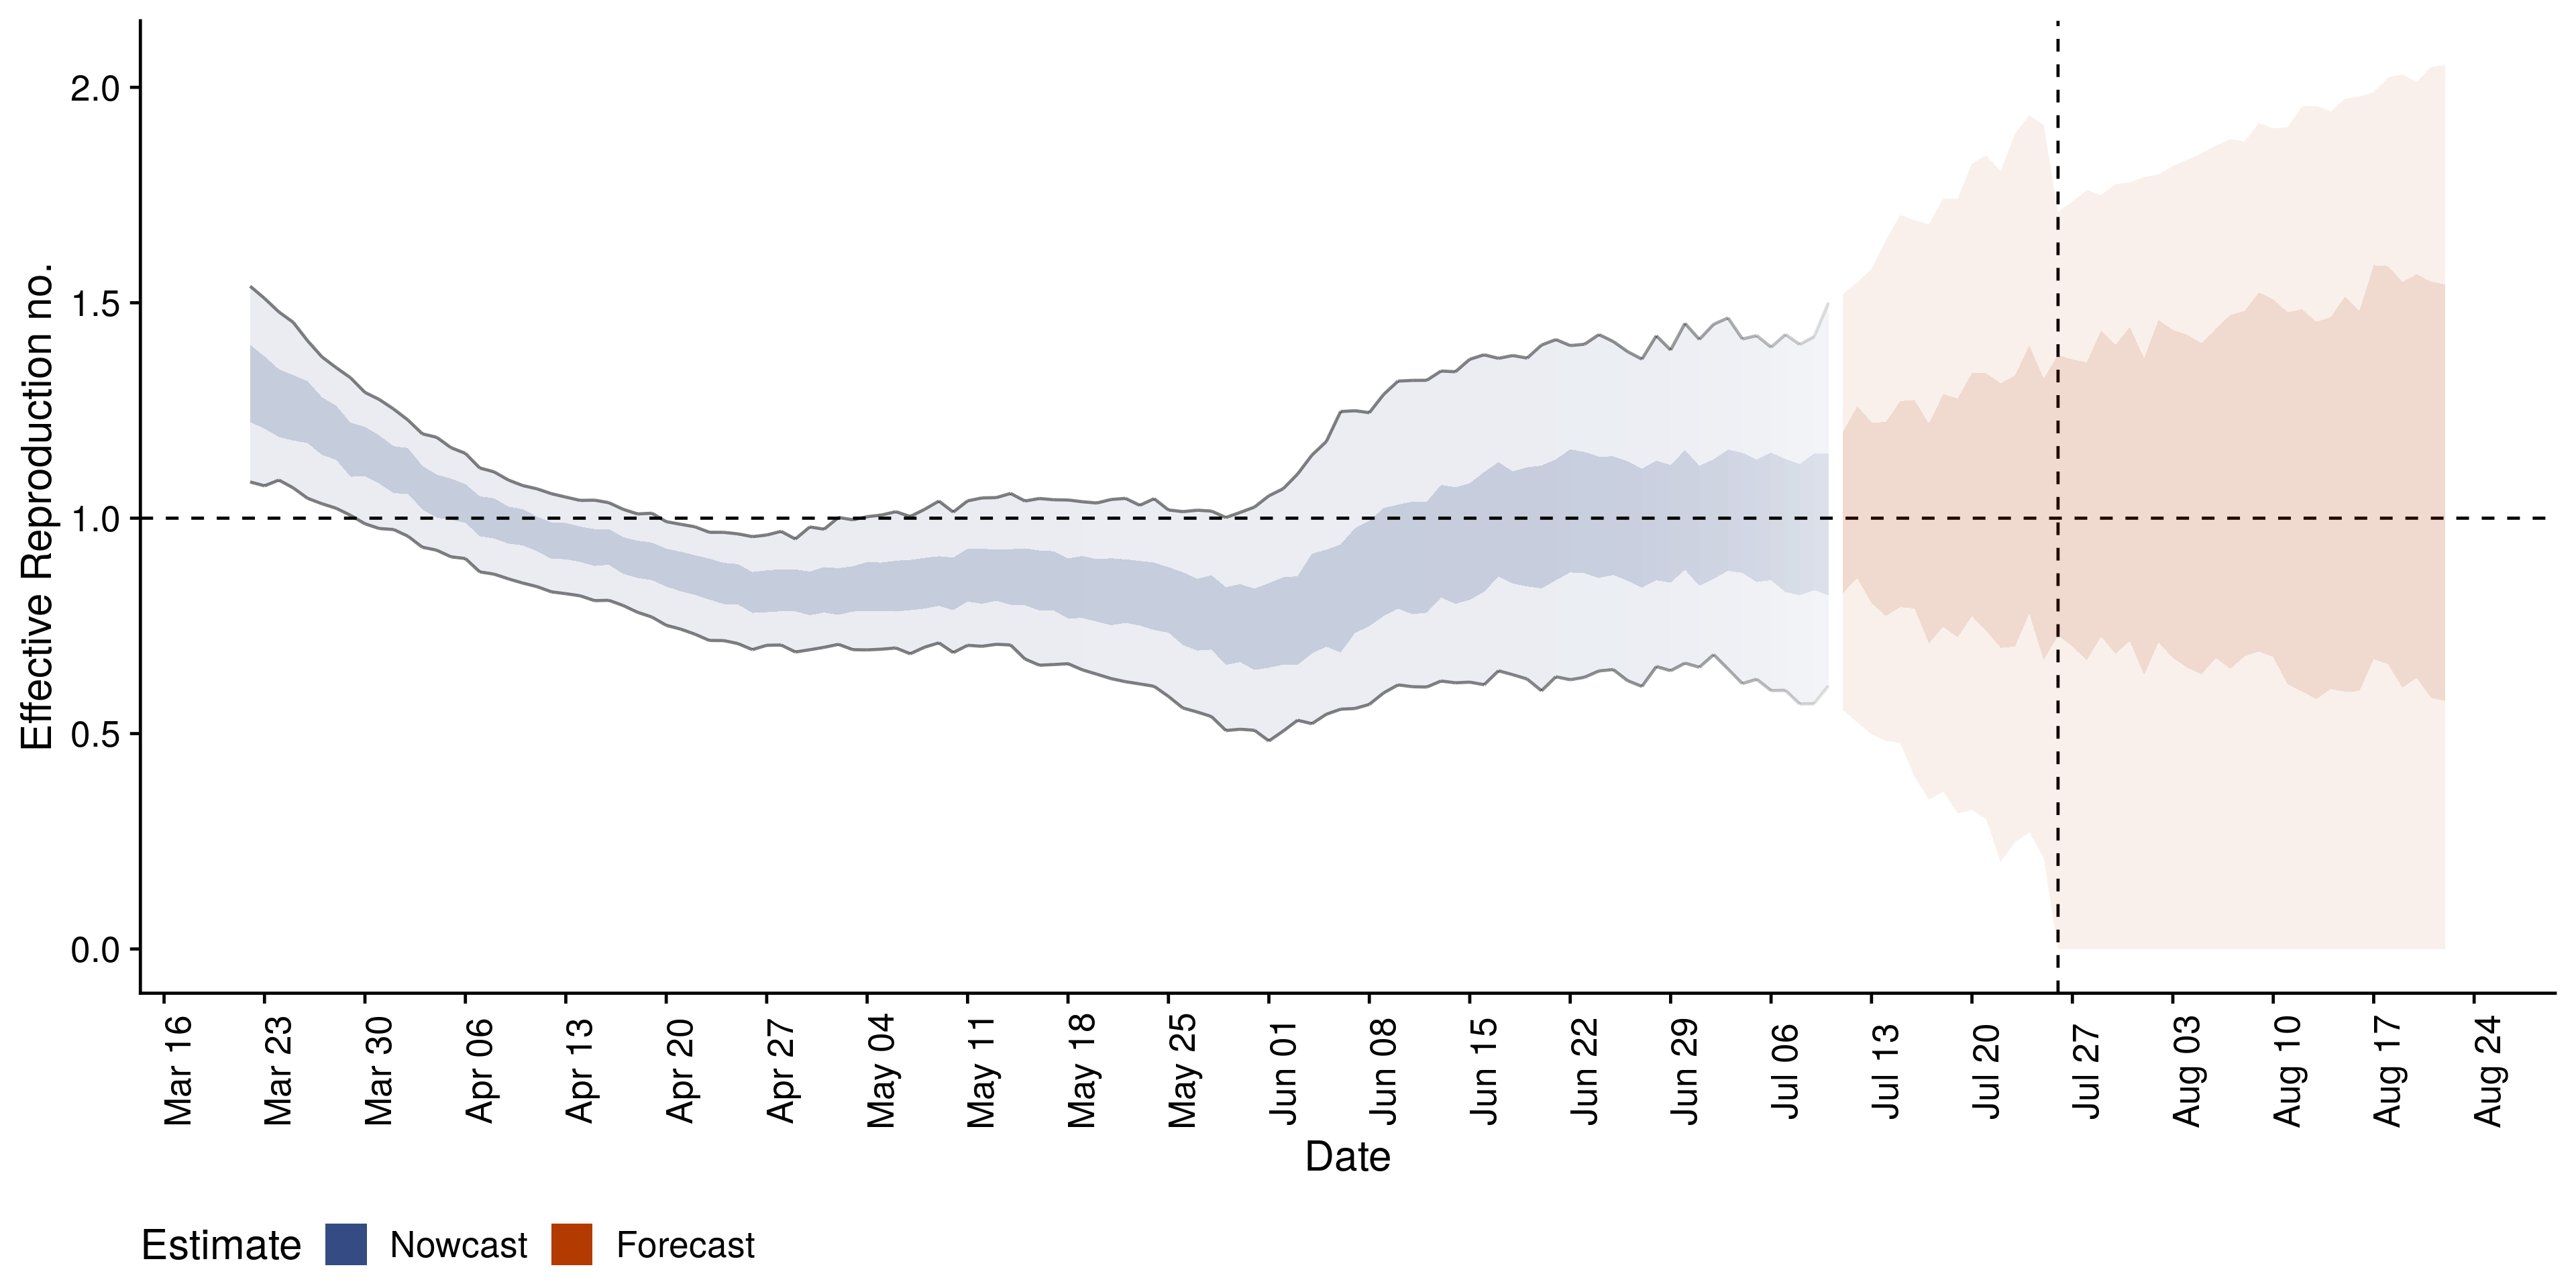 Effective Reproduction no.
2.0
1.5
1.0
0.5
0.0
Mar 16
Mar 23
Mar 30
Apr 06
Apr 13
Apr 20
Apr 27
May 04
May 11
May 18
May 25
Jun 01
Jun 08
Jun 15
Jun 22
Jun 29
Jul 06
Jul 13
Jul 20
Jul 27
Aug 03
Aug 10
Aug 17
Aug 24
Date
Estimate Nowcast Forecast